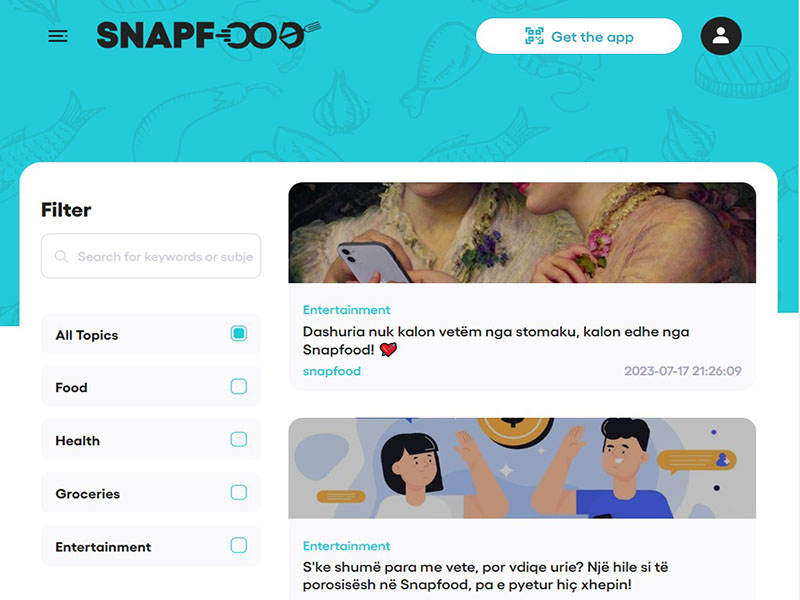 SNAPFOOD
Get the app
Filter
Search for keywords or subje
All Topics
Food
Health
Groceries
Entertainment
Entertainment
Dashuria nuk kalon vetëm nga stomaku, kalon edhe nga
Snapfood! ❤️
snapfood
2023-07-17 21:26:09
Entertainment
S'ke shumë para me vete, por vdiqe urie? Një hile si të
porosisësh në Snapfood, pa e pyetur hiç xhepin!